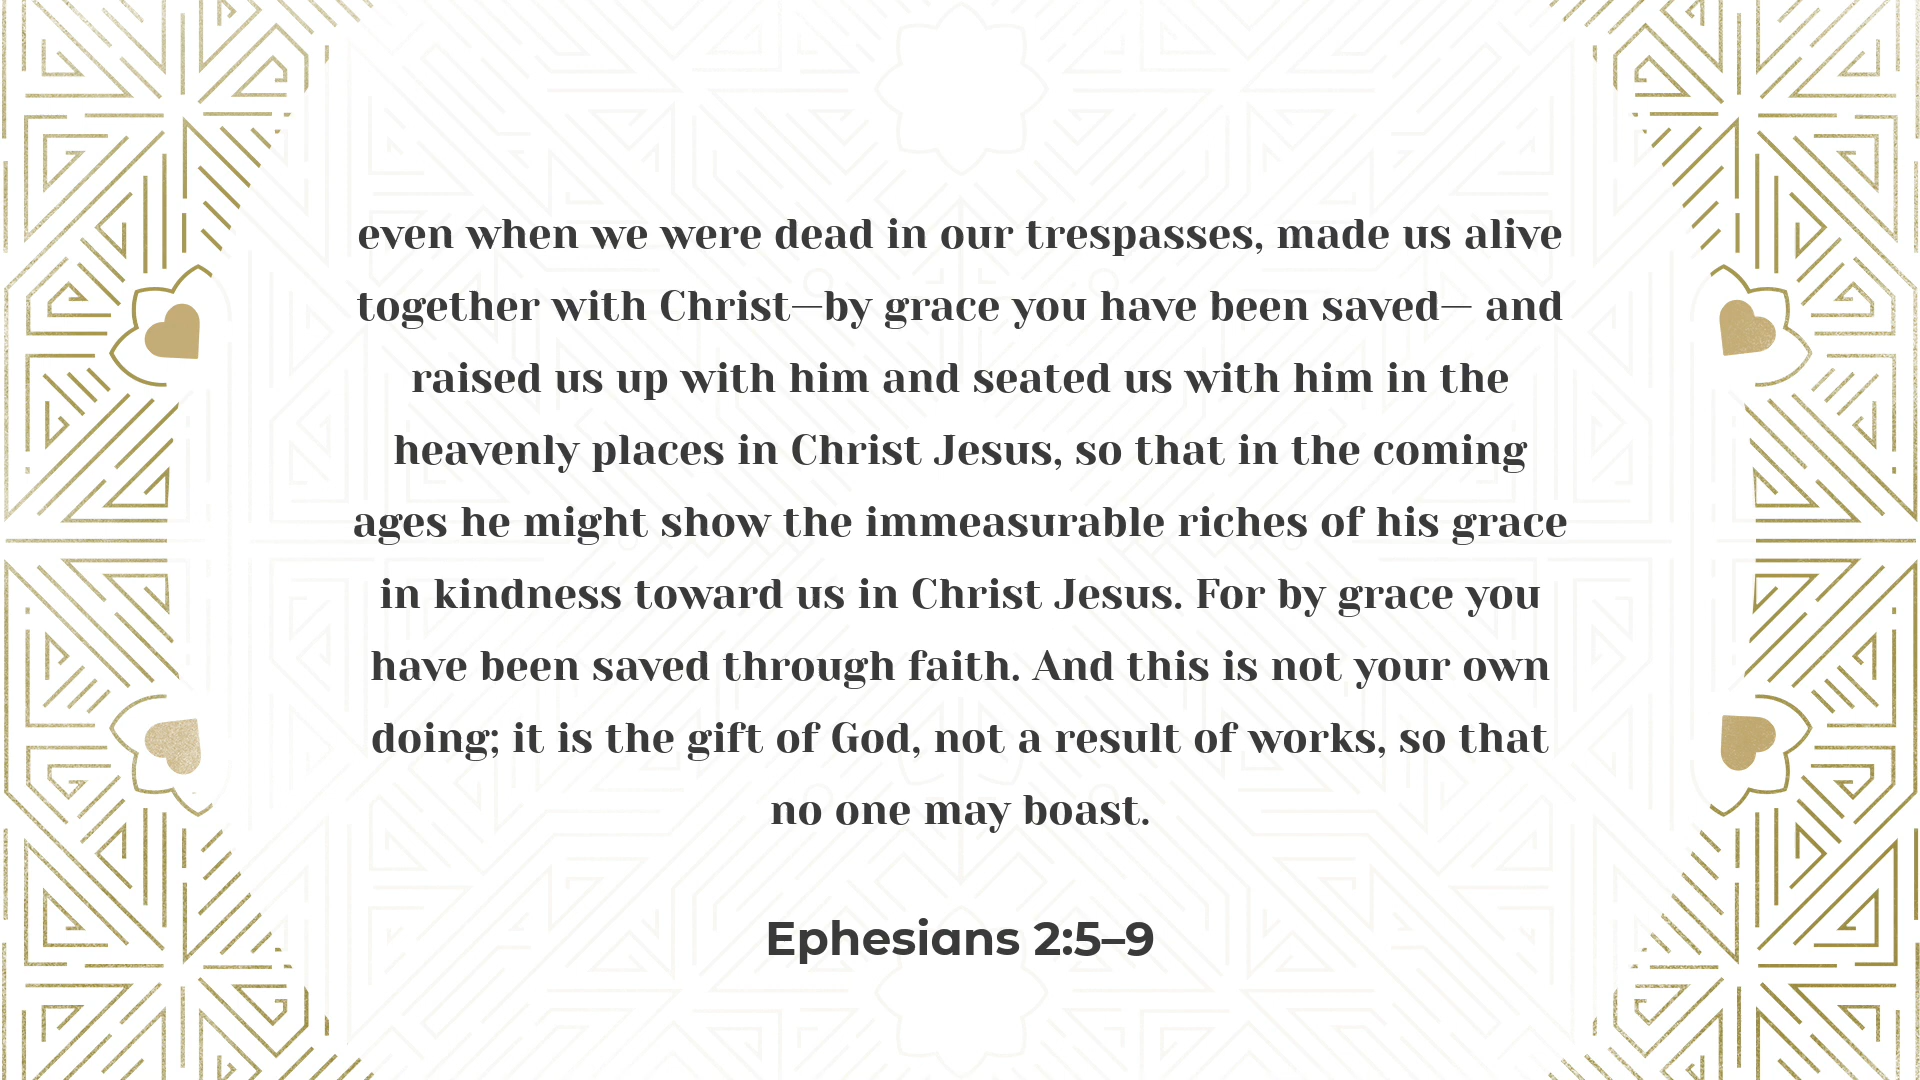 even when we were dead in our trespasses, made us alive
together with Christ—by grace you have been saved— and
raised us up with him and seated us with him in the
heavenly places in Christ Jesus, so that in the coming
ages he might show the immeasurable riches of his grace
in kindness toward us in Christ Jesus. For by grace you
have been saved through faith. And this is not your own
doing; it is the gift of God, not a result of works, so that
no one may boast.
Ephesians 2:5–9